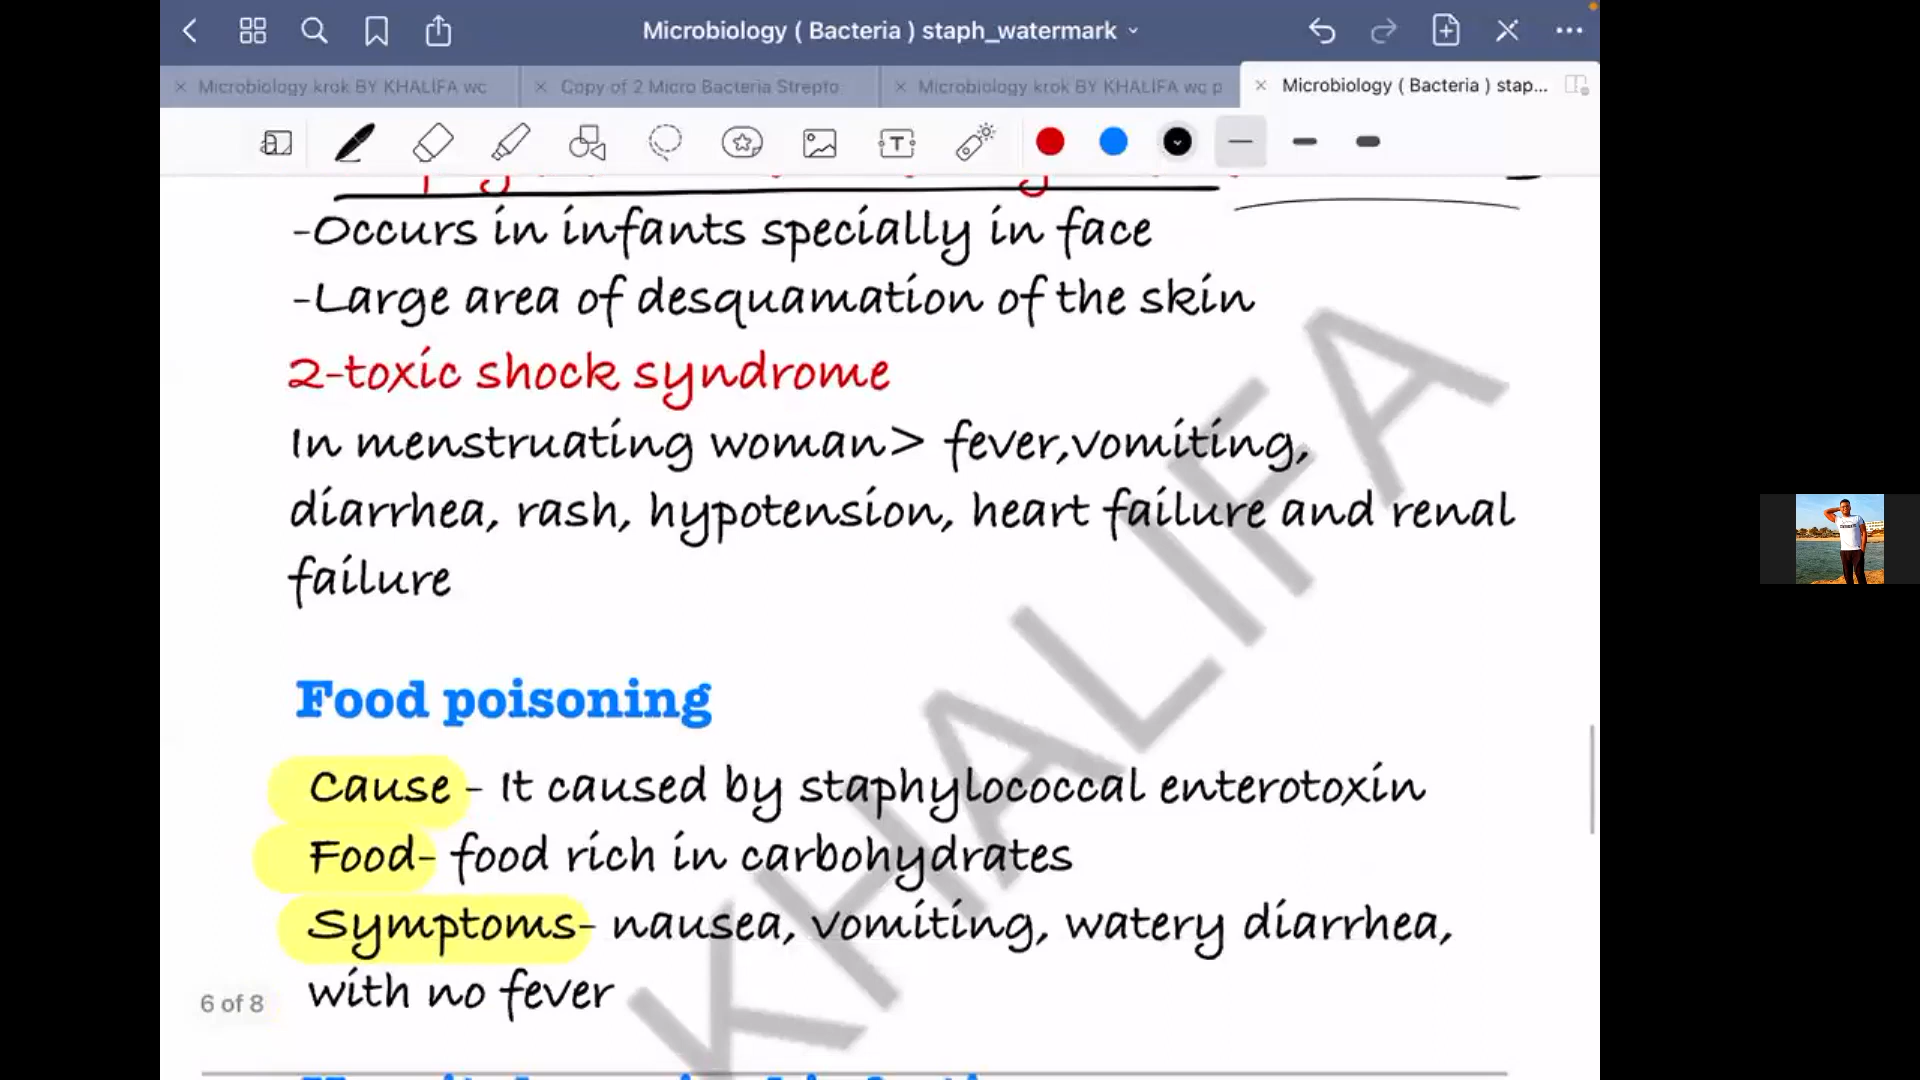 Microbiology ( Bacteria ) staph_watermark
Microbiology krok BY KHALIFA wc
Copy of 2 Micro Bacteria Strepto
Microbiology krok BY KHALIFA wc p
Microbiology ( Bacteria ) stap...
-Occurs in infants specially in face
-Large area of desquamation of the skin
2-toxic shock syndrome
In menstruating woman> fever,vomiting,
diarrhea, rash, hypotension, heart failure and renal
failure
Food poisoning
Cause - It caused by staphylococcal enterotoxin
Food- food rich in carbohydrates
Symptoms- nausea, vomiting, watery diarrhea,
with no fever
6 of 8
KHALIFA